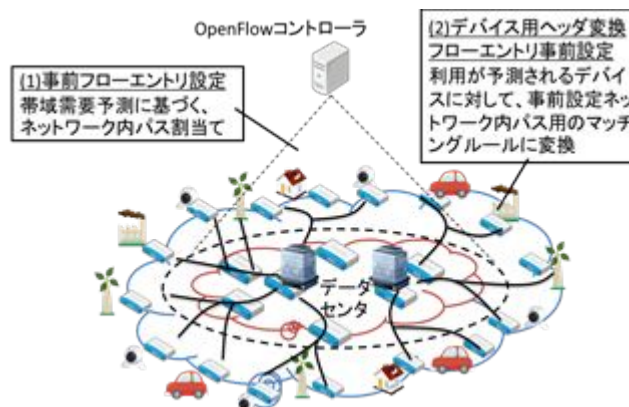 OpenFlowコントローラ
(1)事前フローエントリ設定
帯域需要予測に基づく、
ネットワーク内パス割当て
(2)デバイス用ヘッダ変換
フローエントリ事前設定
利用が予測されるデバイ
スに対して、事前設定ネッ
トワーク内パス用のマッチ
ングルールに変換
データ
センタ